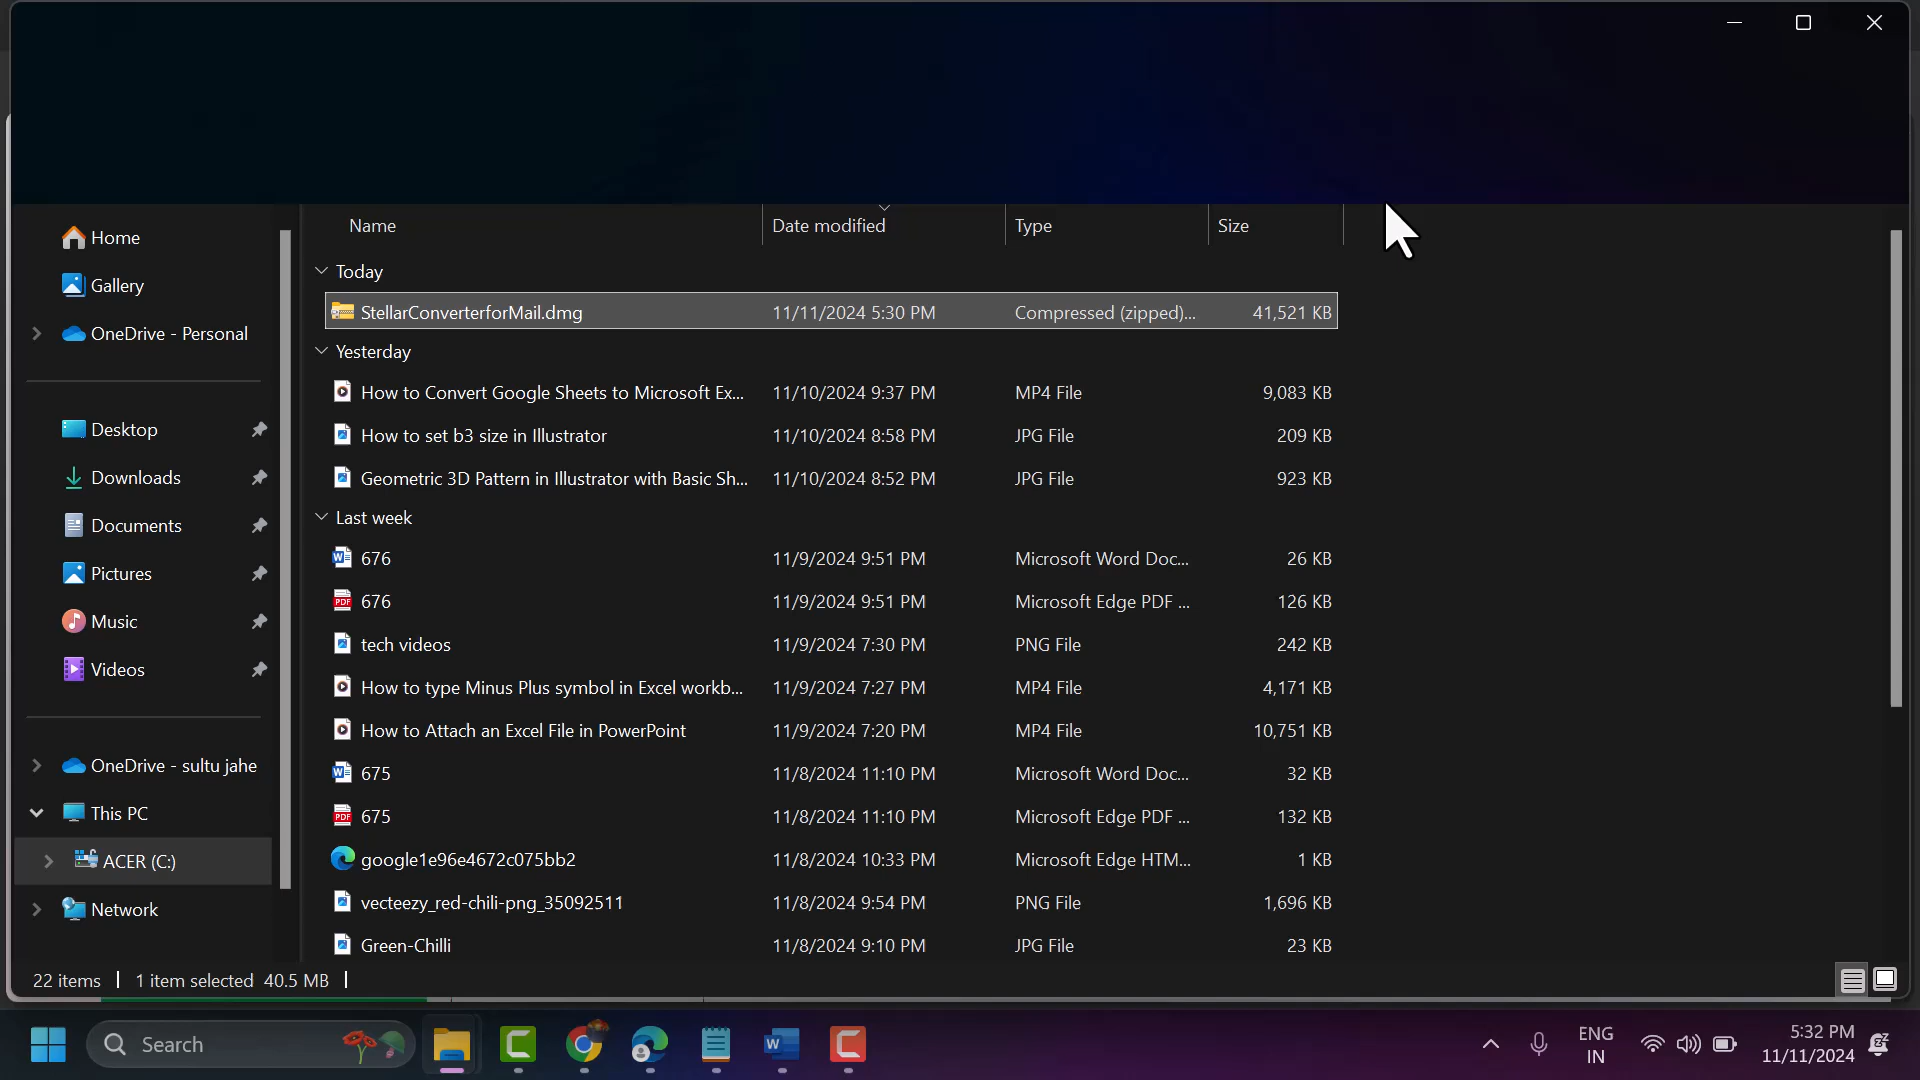 Name Date modified Type Size
Home
Gallery
OneDrive - Personal
Desktop
Downloads
Documents
Pictures
Music
Videos
OneDrive - sultu jahe
This PC
ACER (C:)
Network
Today
StellarConverterforMail.dmg 11/11/2024 5:30 PM Compressed (zipped)... 41,521 KB
Yesterday
How to Convert Google Sheets to Microsoft Ex... 11/10/2024 9:37 PM MP4 File 9,083 KB
How to set b3 size in Illustrator 11/10/2024 8:58 PM JPG File 209 KB
Geometric 3D Pattern in Illustrator with Basic Sh... 11/10/2024 8:52 PM JPG File 923 KB
Last week
676 11/9/2024 9:51 PM Microsoft Word Doc... 26 KB
676 11/9/2024 9:51 PM Microsoft Edge PDF ... 126 KB
tech videos 11/9/2024 7:30 PM PNG File 242 KB
How to type Minus Plus symbol in Excel workb... 11/9/2024 7:27 PM MP4 File 4,171 KB
How to Attach an Excel File in PowerPoint 11/9/2024 7:20 PM MP4 File 10,751 KB
675 11/8/2024 11:10 PM Microsoft Word Doc... 32 KB
675 11/8/2024 11:10 PM Microsoft Edge PDF ... 132 KB
google1e96e4672c075bb2 11/8/2024 10:33 PM Microsoft Edge HTM... 1 KB
vecteezy_red-chili-png_35092511 11/8/2024 9:54 PM PNG File 1,696 KB
Green-Chilli 11/8/2024 9:10 PM JPG File 23 KB
22 items 1 item selected 40.5 MB
Search
ENG
IN
5:32 PM
11/11/2024